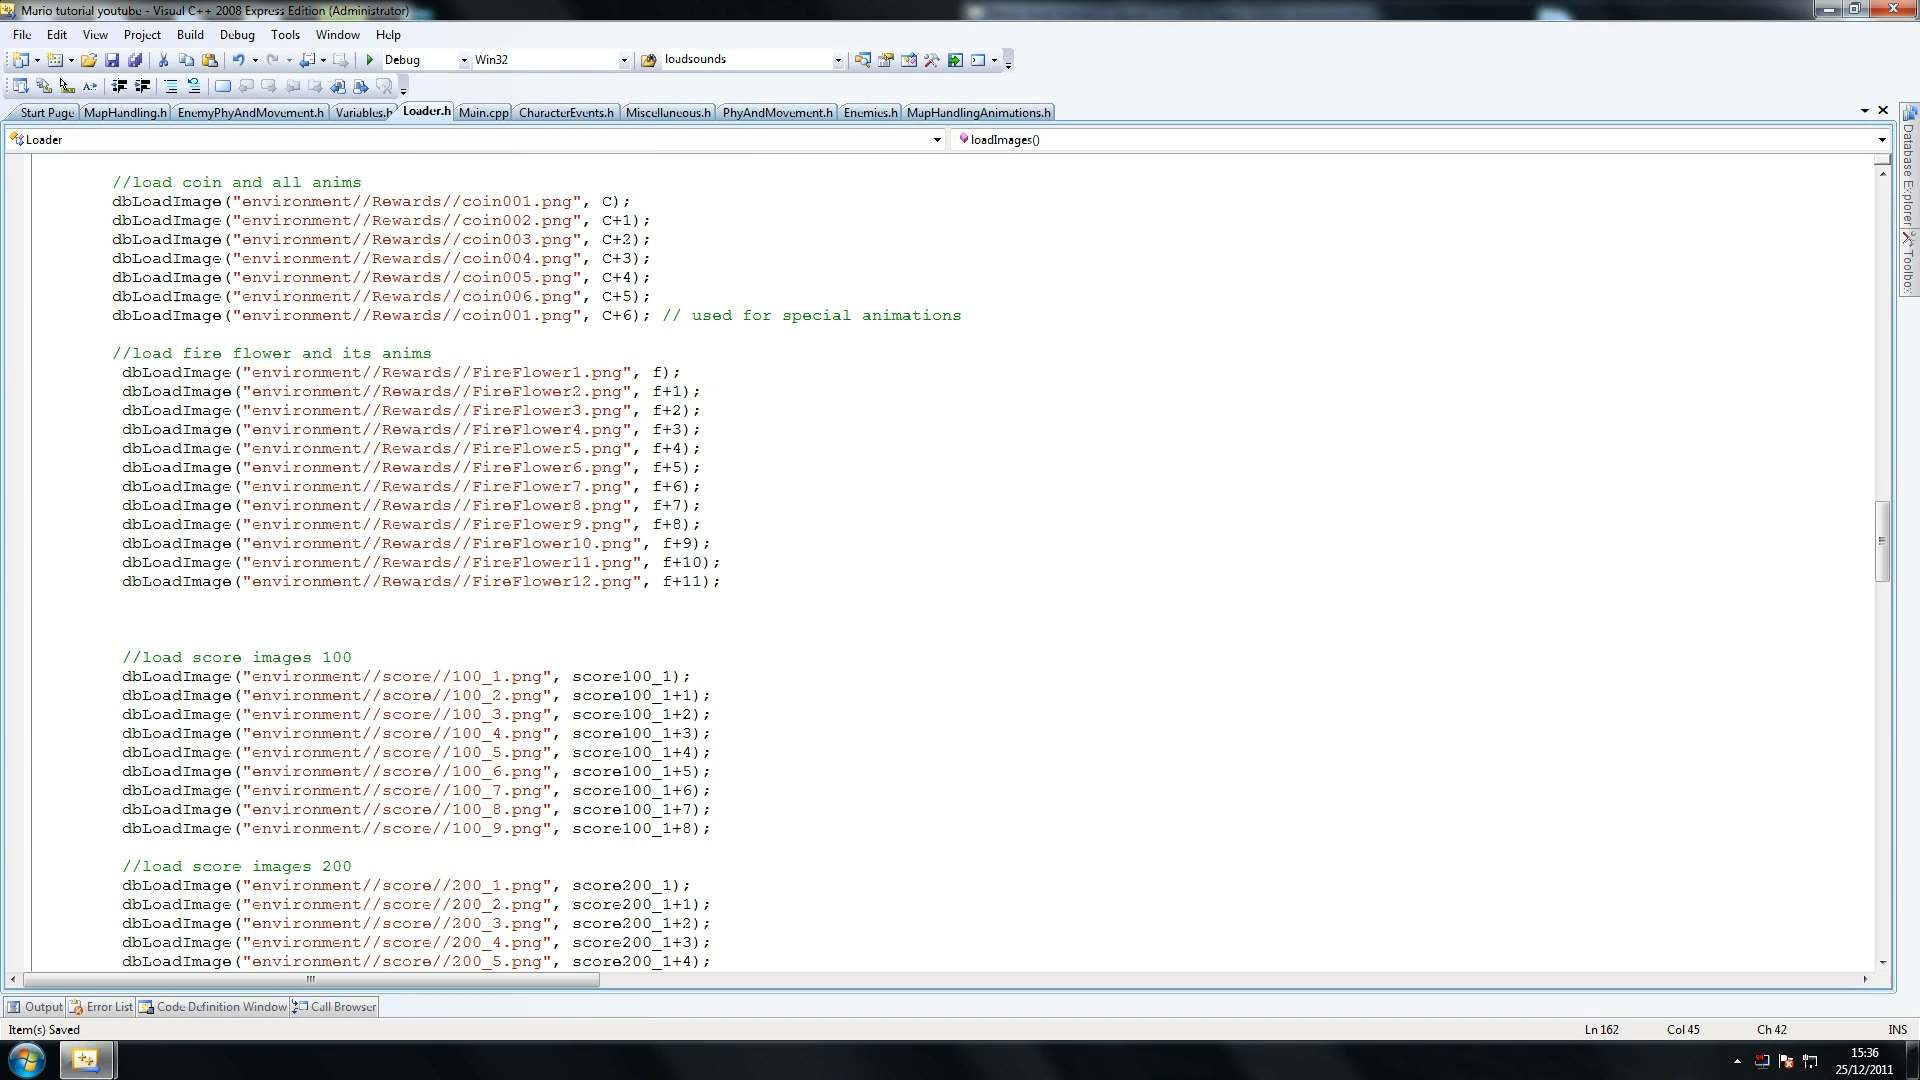 Mario tutorial youtube - Visual C++ 2008 Express Edition (Administrator)
File Edit View Project Build Debug Tools Window Help
Debug Win32 loadsounds
Start Page MapHandling.h EnemyPhyAndMovement.h Variables.h Loader.h Main.cpp CharacterEvents.h Miscellaneous.h PhyAndMovement.h Enemies.h MapHandlingAnimations.h
Loader loadImages()
//load coin and all anims
dbLoadImage("environment//Rewards//coin001.png", C);
dbLoadImage("environment//Rewards//coin002.png", C+1);
dbLoadImage("environment//Rewards//coin003.png", C+2);
dbLoadImage("environment//Rewards//coin004.png", C+3);
dbLoadImage("environment//Rewards//coin005.png", C+4);
dbLoadImage("environment//Rewards//coin006.png", C+5);
dbLoadImage("environment//Rewards//coin001.png", C+6); // used for special animations
//load fire flower and its anims
dbLoadImage("environment//Rewards//FireFlower1.png", f);
dbLoadImage("environment//Rewards//FireFlower2.png", f+1);
dbLoadImage("environment//Rewards//FireFlower3.png", f+2);
dbLoadImage("environment//Rewards//FireFlower4.png", f+3);
dbLoadImage("environment//Rewards//FireFlower5.png", f+4);
dbLoadImage("environment//Rewards//FireFlower6.png", f+5);
dbLoadImage("environment//Rewards//FireFlower7.png", f+6);
dbLoadImage("environment//Rewards//FireFlower8.png", f+7);
dbLoadImage("environment//Rewards//FireFlower9.png", f+8);
dbLoadImage("environment//Rewards//FireFlower10.png", f+9);
dbLoadImage("environment//Rewards//FireFlower11.png", f+10);
dbLoadImage("environment//Rewards//FireFlower12.png", f+11);
//load score images 100
dbLoadImage("environment//score//100_1.png", score100_1);
dbLoadImage("environment//score//100_2.png", score100_1+1);
dbLoadImage("environment//score//100_3.png", score100_1+2);
dbLoadImage("environment//score//100_4.png", score100_1+3);
dbLoadImage("environment//score//100_5.png", score100_1+4);
dbLoadImage("environment//score//100_6.png", score100_1+5);
dbLoadImage("environment//score//100_7.png", score100_1+6);
dbLoadImage("environment//score//100_8.png", score100_1+7);
dbLoadImage("environment//score//100_9.png", score100_1+8);
//load score images 200
dbLoadImage("environment//score//200_1.png", score200_1);
dbLoadImage("environment//score//200_2.png", score200_1+1);
dbLoadImage("environment//score//200_3.png", score200_1+2);
dbLoadImage("environment//score//200_4.png", score200_1+3);
dbLoadImage("environment//score//200_5.png", score200_1+4);
Database Explorer
Toolbox
Output Error List Code Definition Window Call Browser
Item(s) Saved Ln 162 Col 45 Ch 42 INS
15:36
25/12/2011